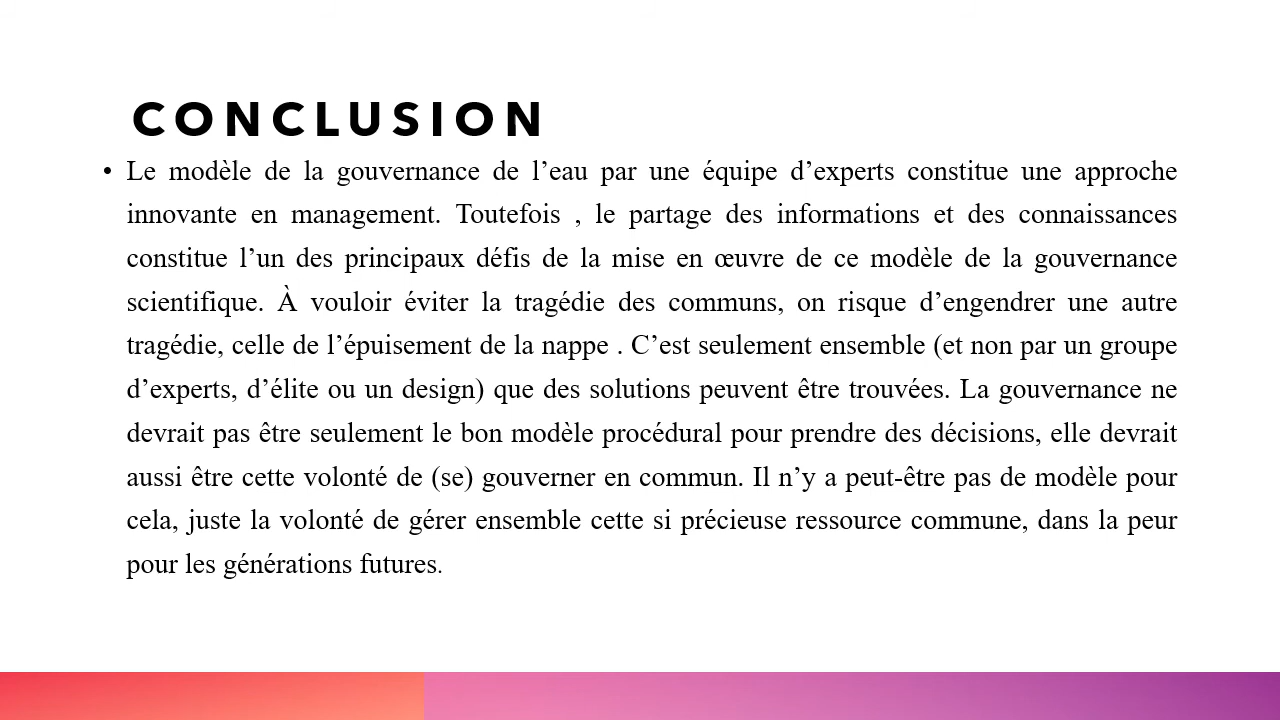 CONCLUSION
• Le modèle de la gouvernance de l’eau par une équipe d’experts constitue une approche
innovante en management. Toutefois , le partage des informations et des connaissances
constitue l’un des principaux défis de la mise en œuvre de ce modèle de la gouvernance
scientifique. À vouloir éviter la tragédie des communs, on risque d’engendrer une autre
tragédie, celle de l’épuisement de la nappe . C’est seulement ensemble (et non par un groupe
d’experts, d’élite ou un design) que des solutions peuvent être trouvées. La gouvernance ne
devrait pas être seulement le bon modèle procédural pour prendre des décisions, elle devrait
aussi être cette volonté de (se) gouverner en commun. Il n’y a peut-être pas de modèle pour
cela, juste la volonté de gérer ensemble cette si précieuse ressource commune, dans la peur
pour les générations futures.